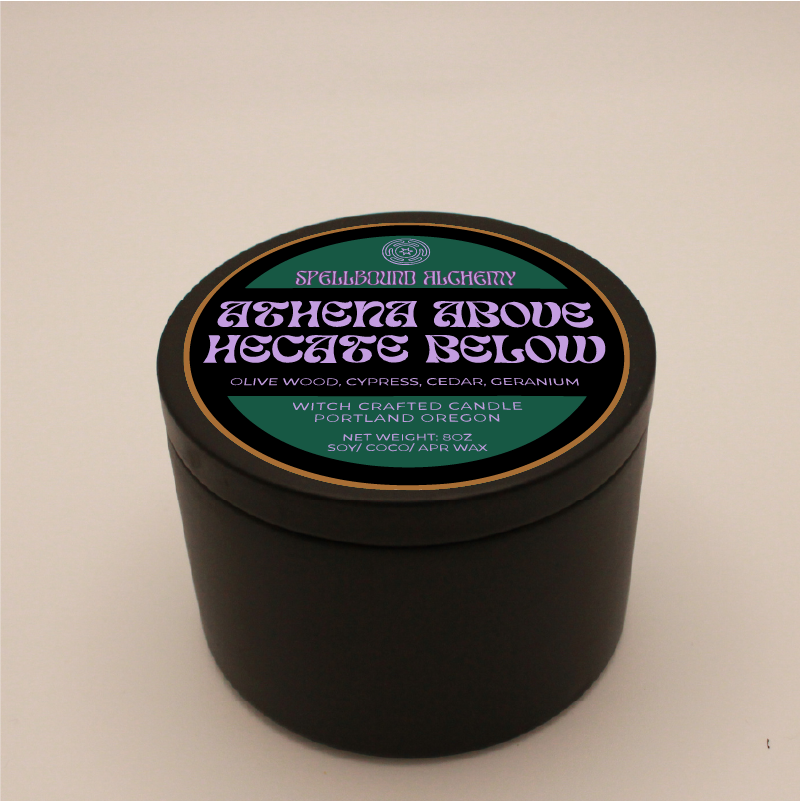 SPELLBOUND ALCHEMY
ATHENA ABOVE
HECATE BELOW
OLIVE WOOD, CYPRESS, CEDAR, GERANIUM
WITCH CRAFTED CANDLE
PORTLAND OREGON
NET WEIGHT: 8OZ
SOY/ COCO/ APR WAX